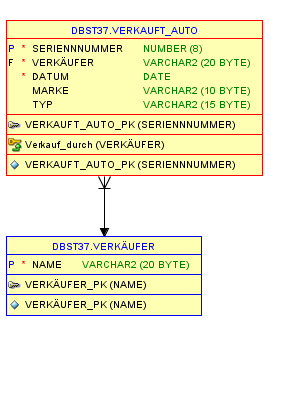 DBST37.VERKAUFT_AUTO
P * SERIENNNUMMER NUMBER (8)
F * VERKÄUFER VARCHAR2 (20 BYTE)
* DATUM DATE
MARKE VARCHAR2 (10 BYTE)
TYP VARCHAR2 (15 BYTE)
VERKAUFT_AUTO_PK (SERIENNNUMMER)
Verkauf_durch (VERKÄUFER)
VERKAUFT_AUTO_PK (SERIENNNUMMER)
DBST37.VERKÄUFER
P * NAME VARCHAR2 (20 BYTE)
VERKÄUFER_PK (NAME)
VERKÄUFER_PK (NAME)